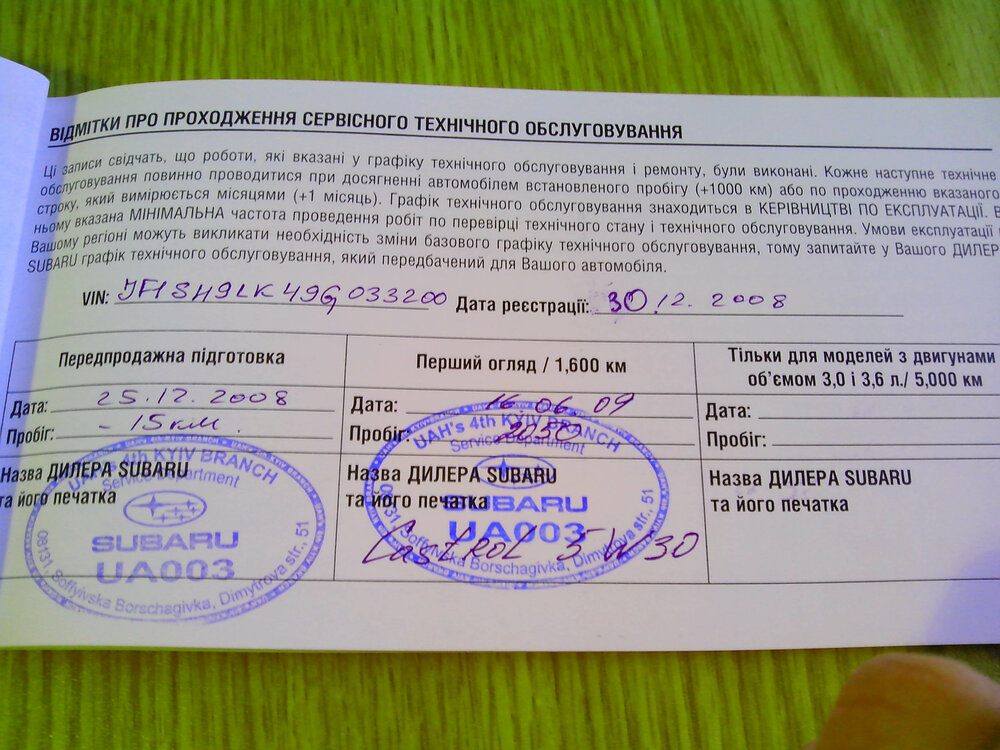 ВІДМІТКИ ПРО ПРОХОДЖЕННЯ СЕРВІСНОГО ТЕХНІЧНОГО ОБСЛУГОВУВАННЯ
Ці записи свідчать, що роботи, які вказані у графіку технічного обслуговування і ремонту, були виконані. Кожне наступне технічне
обслуговування повинно проводитися при досягненні автомобілем встановленого пробігу (+1000 км) або по проходженню вказаного
строку, який вимірюється місяцями (+1 місяць). Графік технічного обслуговування знаходиться в КЕРІВНИЦТВІ ПО ЕКСПЛУАТАЦІЇ. В
ньому вказана МІНІМАЛЬНА частота проведення робіт по перевірці технічного стану і технічного обслуговування. Умови експлуатації
Вашому регіоні можуть викликати необхідність зміни базового графіку технічного обслуговування, тому запитайте у Вашого ДИЛЕР
SUBARU графік технічного обслуговування, який передбачений для Вашого автомобіля.
VIN: JF1SH9LK49G033200 Дата реєстрації: 30.12.2008
Передпродажна підготовка
Перший огляд / 1,600 км
Тільки для моделей з двигунами
об'ємом 3,0 і 3,6 л./ 5,000 км
Дата: 25.12.2008
Дата: 16 06.09
Дата:
Пробіг: - 15 км.
Пробіг: 2050
Пробіг:
Назва ДИЛЕРА SUBARU
та його печатка
Назва ДИЛЕРА SUBARU
та його печатка
Назва ДИЛЕРА SUBARU
та його печатка
UAH's 4th KYIV BRANCH
Service Department
SUBARU
UA003
08131, Soffyivska Borschagivka, Dimytrova str., 51
UAH's 4th KYIV BRANCH
Service Department
SUBARU
UA003
08131, Soffyivska Borschagivka, Dimytrova str., 51
Castrol 5W30